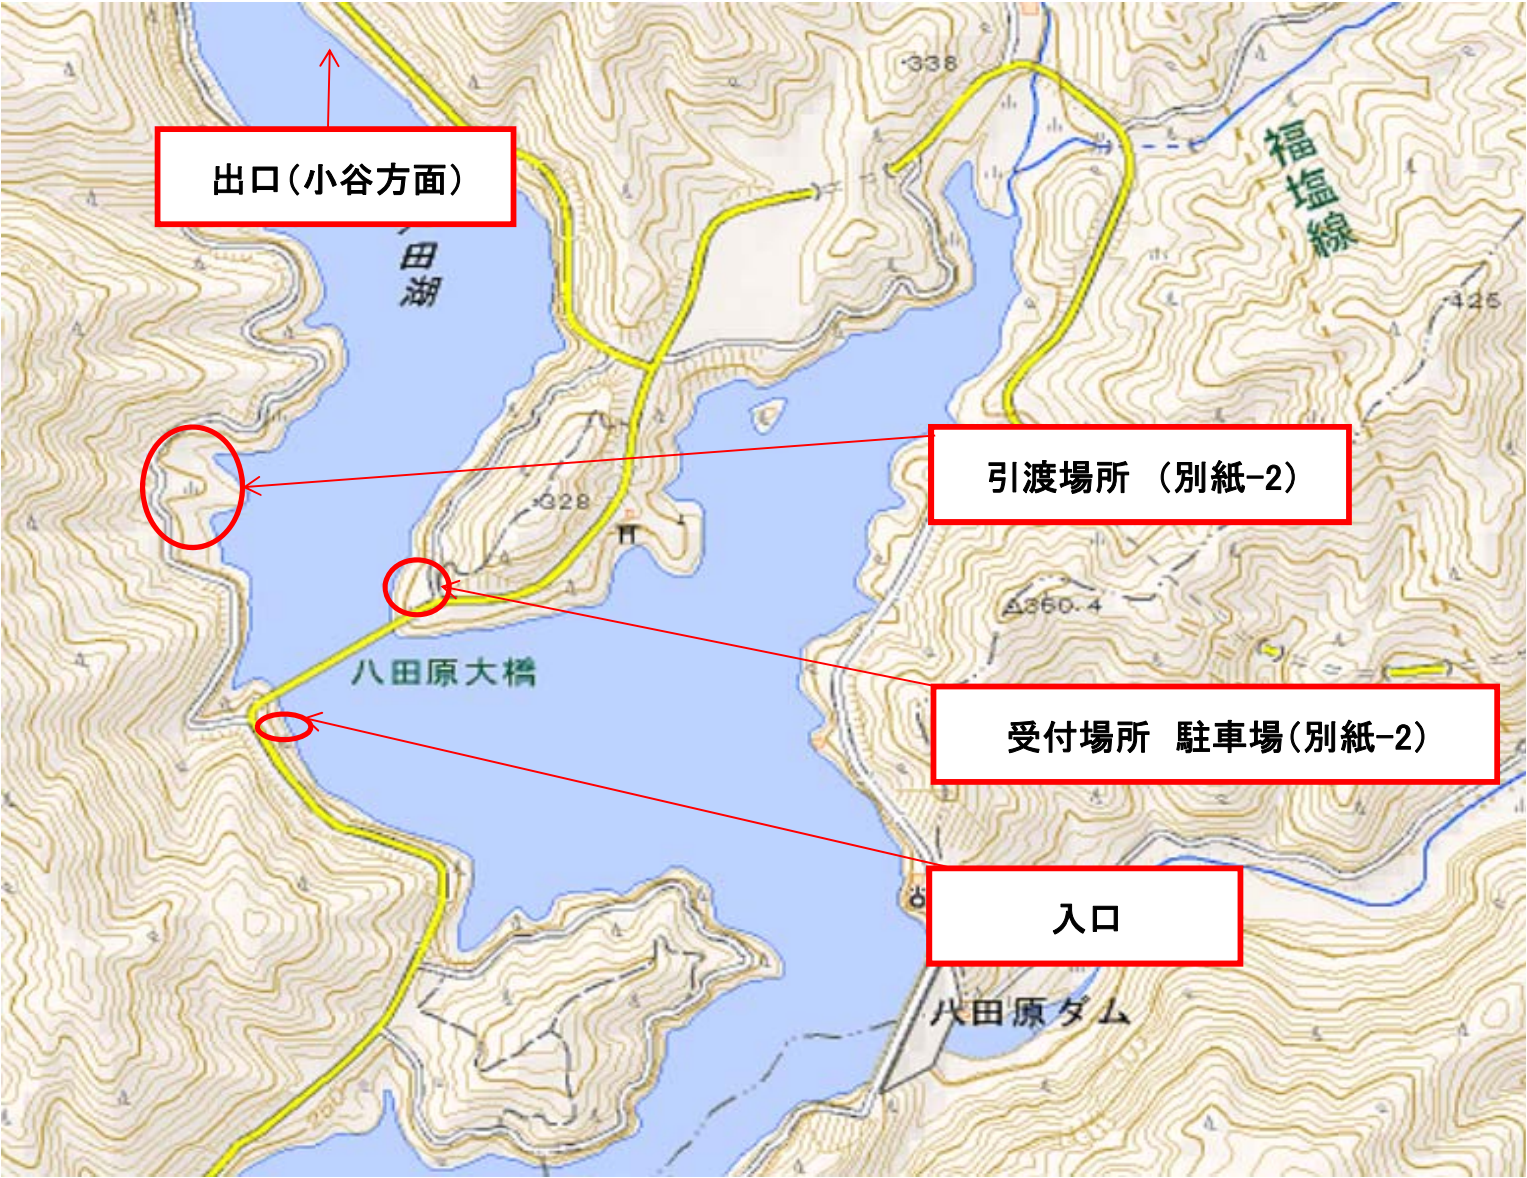 ・338
出口(小谷方面)
福塩線
田湖
・425
引渡場所 (別紙-2)
・328
△360.4
八田原大橋
受付場所 駐車場(別紙-2)
入口
八田原ダム